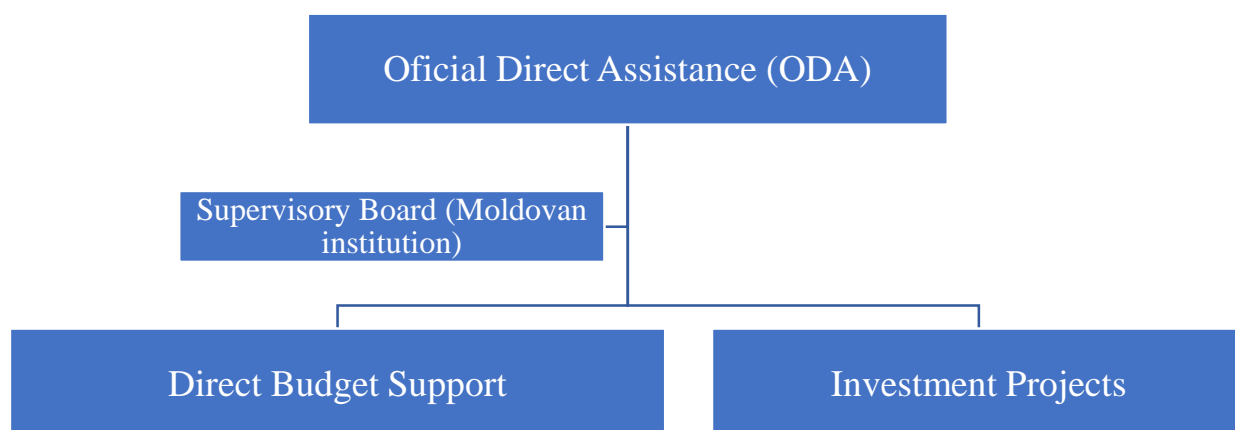 Oficial Direct Assistance (ODA)
Supervisory Board (Moldovan
institution)
Direct Budget Support
Investment Projects